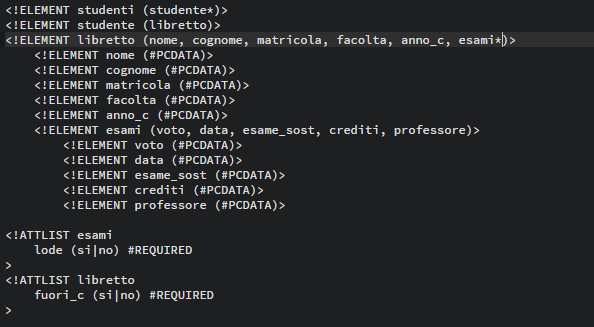 <!ELEMENT studenti (studente*)>
<!ELEMENT studente (libretto)>
<!ELEMENT libretto (nome, cognome, matricola, facolta, anno_c, esami*)>
    <!ELEMENT nome (#PCDATA)>
    <!ELEMENT cognome (#PCDATA)>
    <!ELEMENT matricola (#PCDATA)>
    <!ELEMENT facolta (#PCDATA)>
    <!ELEMENT anno_c (#PCDATA)>
    <!ELEMENT esami (voto, data, esame_sost, crediti, professore)>
        <!ELEMENT voto (#PCDATA)>
        <!ELEMENT data (#PCDATA)>
        <!ELEMENT esame_sost (#PCDATA)>
        <!ELEMENT crediti (#PCDATA)>
        <!ELEMENT professore (#PCDATA)>

<!ATTLIST esami
    lode (si|no) #REQUIRED
>
<!ATTLIST libretto
    fuori_c (si|no) #REQUIRED
>